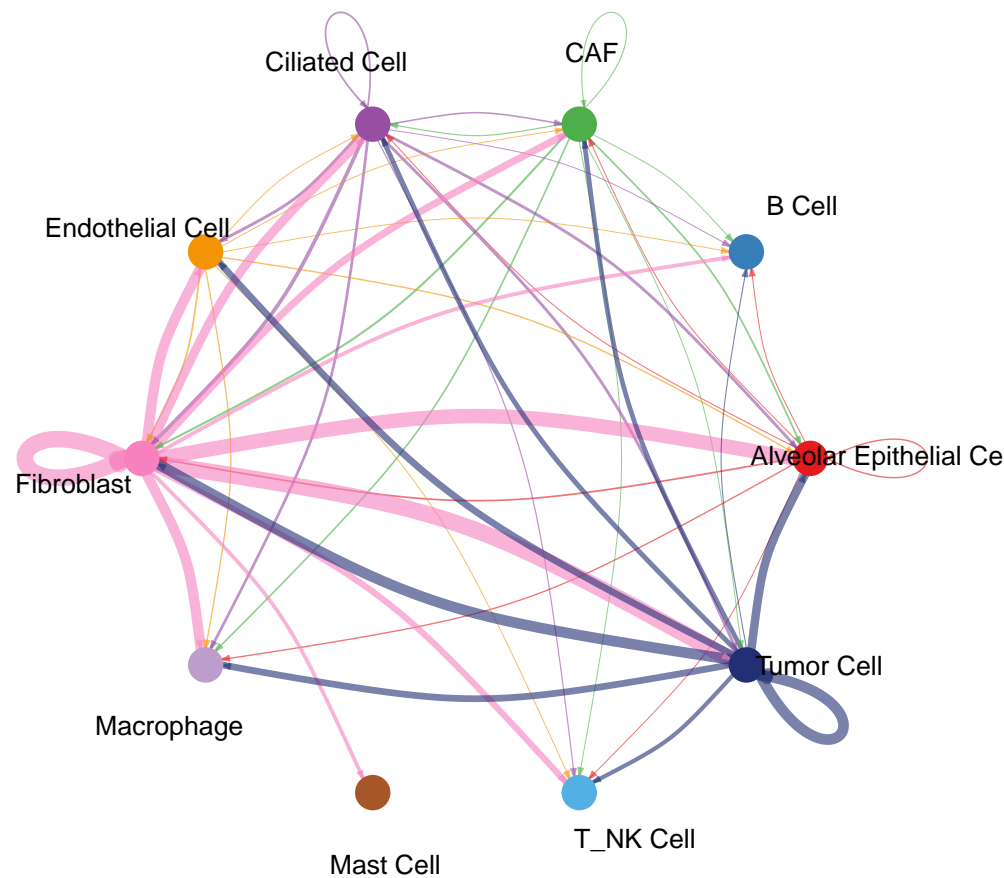 CAF
Ciliated Cell
B Cell
Endothelial Cell
Alveolar Epithelial Ce
Fibroblast
Tumor Cell
Macrophage
T_NK Cell
Mast Cell